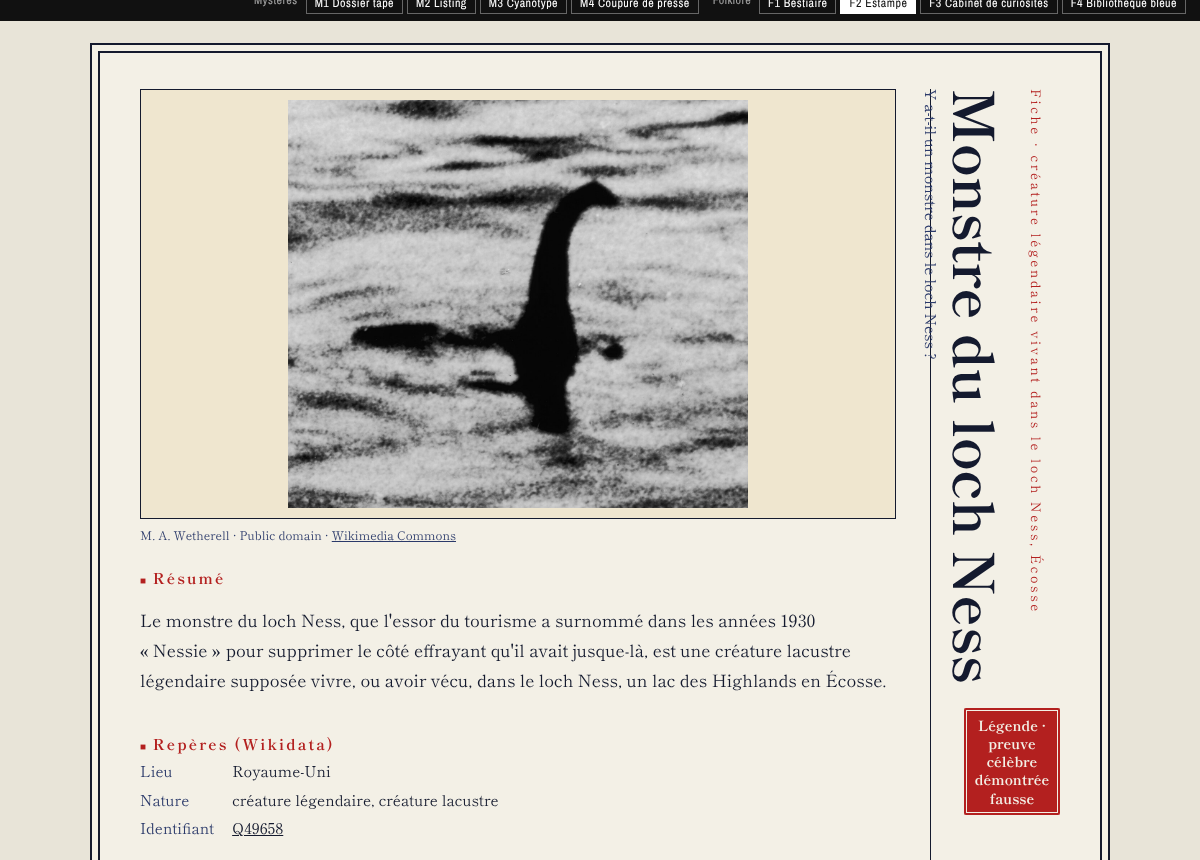 Mystères M1 Dossier tapé M2 Listing M3 Cyanotype M4 Coupure de presse Folklore F1 Bestiaire F2 Estampe F3 Cabinet de curiosités F4 Bibliothèque bleue
Fiche · créature légendaire vivant dans le loch Ness, Écosse
Monstre du loch Ness
Y a-t-il un monstre dans le loch Ness ?
Légende ·
preuve
célèbre
démontrée
fausse
M. A. Wetherell · Public domain · Wikimedia Commons
Résumé
Le monstre du loch Ness, que l'essor du tourisme a surnommé dans les années 1930
« Nessie » pour supprimer le côté effrayant qu'il avait jusque-là, est une créature lacustre
légendaire supposée vivre, ou avoir vécu, dans le loch Ness, un lac des Highlands en Écosse.
Repères (Wikidata)
Lieu Royaume-Uni
Nature créature légendaire, créature lacustre
Identifiant Q49658